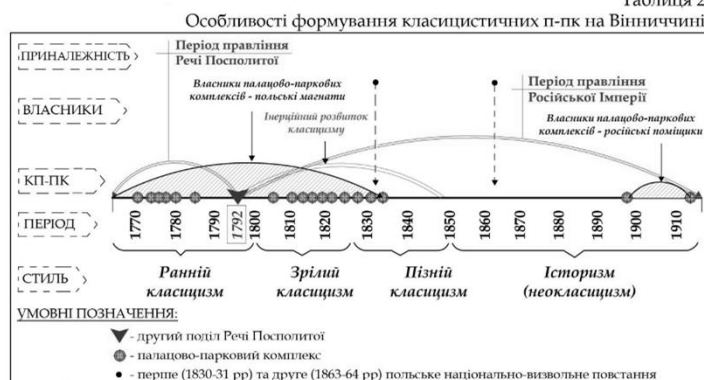 Таблиця 2
Особливості формування класицистичних п-пк на Вінниччині
ПРИНАЛЕЖНІСТЬ
Період правління
Речі Посполитої
Власники палацово-паркових
комплексів - польські магнати
Інерційний розвиток
класицизму
Період правління
Російської Імперії
ВЛАСНИКИ
Власники палацово-паркових
комплексів - російські поміщики
КП-ПК
ПЕРІОД
1770 1780 1790 1792 1800 1810 1820 1830 1840 1850 1860 1870 1880 1890 1900 1910
СТИЛЬ
Ранній
класицизм
Зрілий
класицизм
Пізній
класицизм
Історизм
(неокласицизм)
УМОВНІ ПОЗНАЧЕННЯ:
- другий поділ Речі Посполитої
- палацово-парковий комплекс
- перше (1830-31 рр) та друге (1863-64 рр) польське національно-визвольне повстання